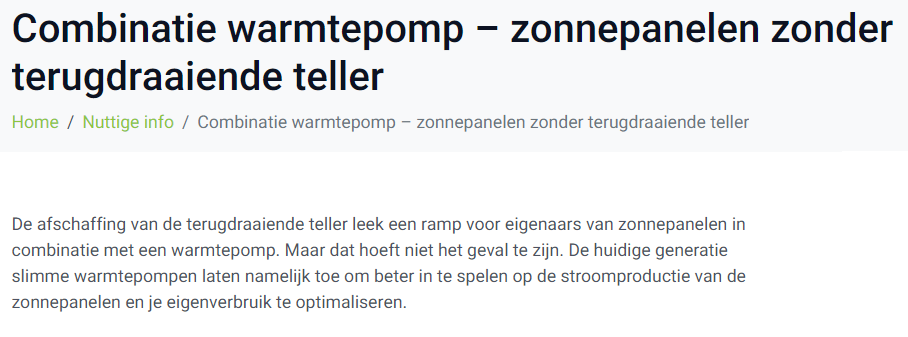 Combinatie warmtepomp – zonnepanelen zonder
terugdraaiende teller
Home / Nuttige info / Combinatie warmtepomp – zonnepanelen zonder terugdraaiende teller
De afschaffing van de terugdraaiende teller leek een ramp voor eigenaars van zonnepanelen in
combinatie met een warmtepomp. Maar dat hoeft niet het geval te zijn. De huidige generatie
slimme warmtepompen laten namelijk toe om beter in te spelen op de stroomproductie van de
zonnepanelen en je eigenverbruik te optimaliseren.